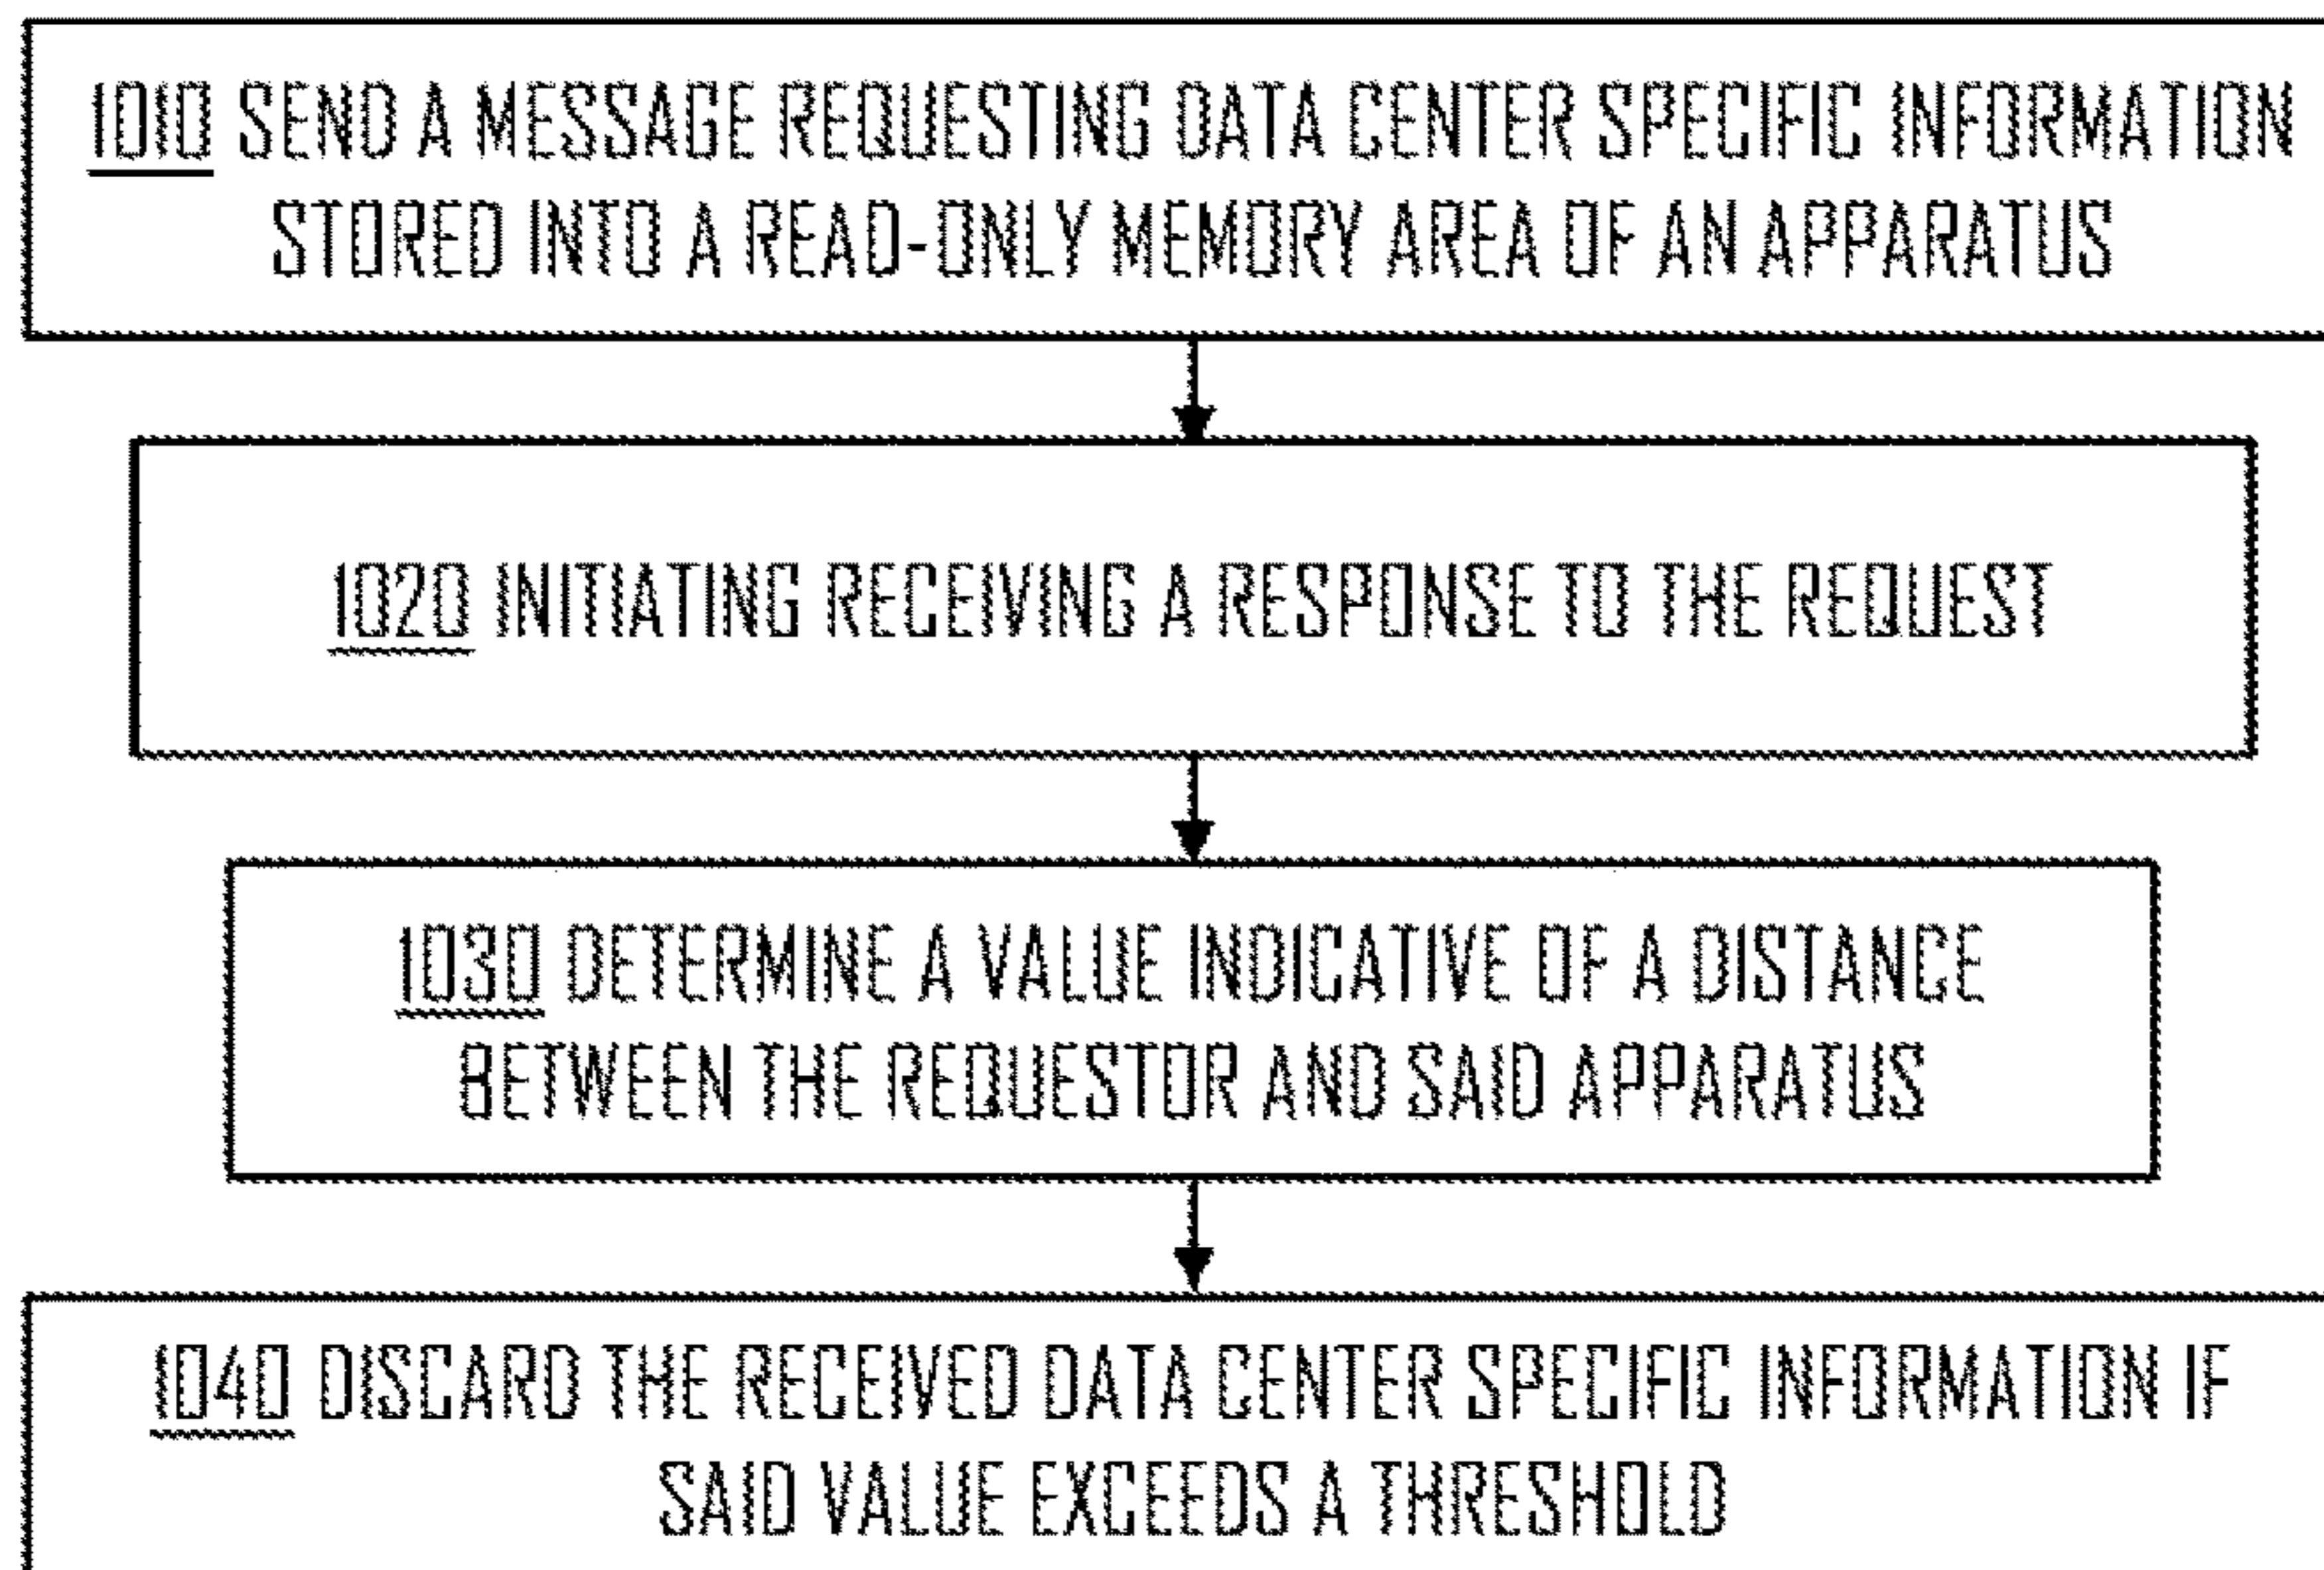 1010 SEND A MESSAGE REQUESTING DATA CENTER SPECIFIC INFORMATION
STORED INTO A READ-ONLY MEMORY AREA OF AN APPARATUS
1020 INITIATING RECEIVING A RESPONSE TO THE REQUEST
1030 DETERMINE A VALUE INDICATIVE OF A DISTANCE
BETWEEN THE REQUESTOR AND SAID APPARATUS
1040 DISCARD THE RECEIVED DATA CENTER SPECIFIC INFORMATION IF
SAID VALUE EXCEEDS A THRESHOLD